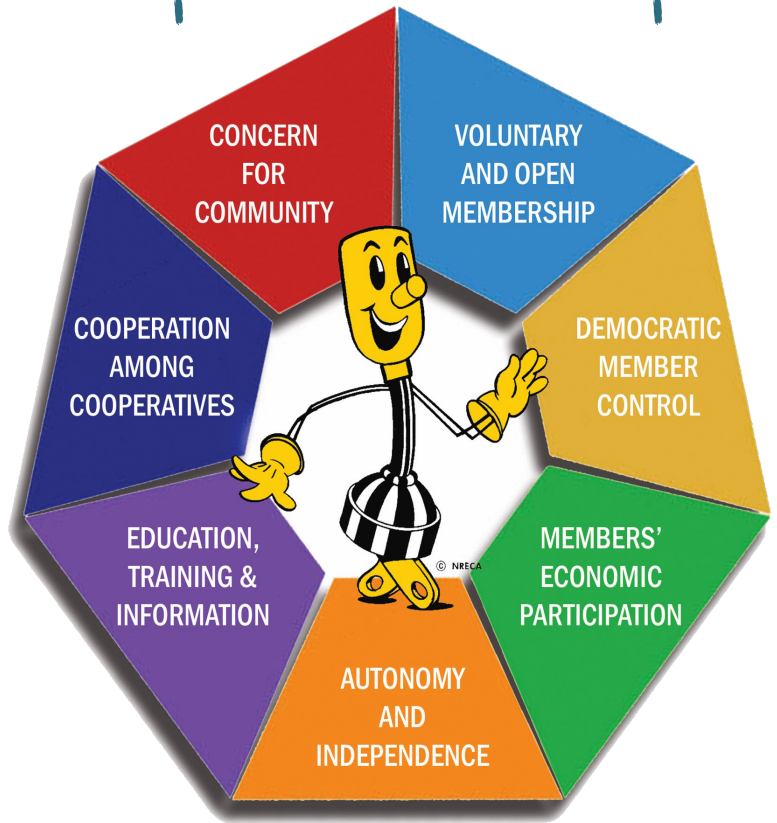 CONCERN
FOR
COMMUNITY
VOLUNTARY
AND OPEN
MEMBERSHIP
DEMOCRATIC
MEMBER
CONTROL
MEMBERS’
ECONOMIC
PARTICIPATION
AUTONOMY
AND
INDEPENDENCE
EDUCATION,
TRAINING &
INFORMATION
COOPERATION
AMONG
COOPERATIVES
© NRECA